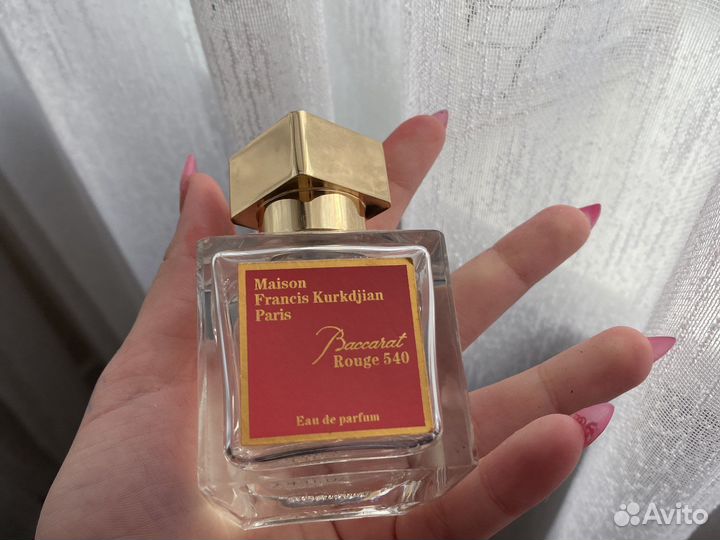 Maison
Francis Kurkdjian
Paris
Baccarat
Rouge 540
Eau de parfum
Avito